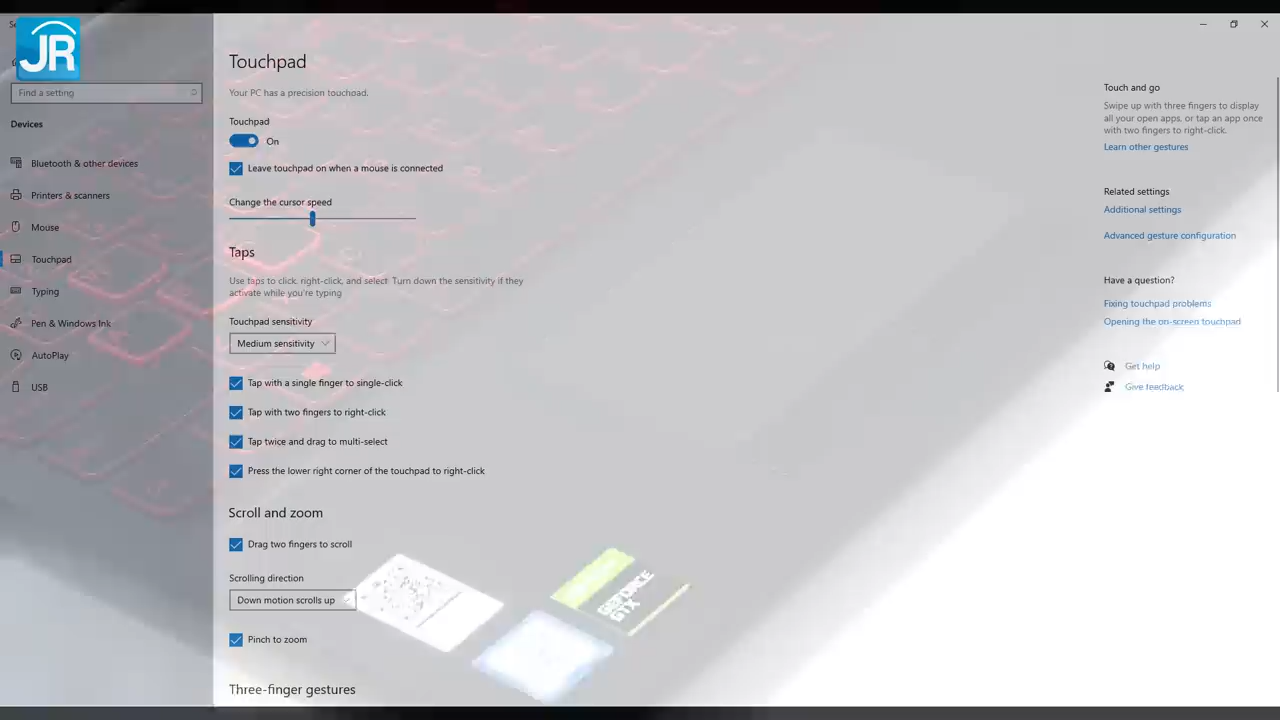 JR
Find a setting
Devices
Bluetooth & other devices
Printers & scanners
Mouse
Touchpad
Typing
Pen & Windows Ink
AutoPlay
USB
Touchpad
Your PC has a precision touchpad.
Touchpad
On
Leave touchpad on when a mouse is connected
Change the cursor speed
Taps
Use taps to click, right-click, and select. Turn down the sensitivity if they
activate while you're typing
Touchpad sensitivity
Medium sensitivity
Tap with a single finger to single-click
Tap with two fingers to right-click
Tap twice and drag to multi-select
Press the lower right corner of the touchpad to right-click
Scroll and zoom
Drag two fingers to scroll
Scrolling direction
Down motion scrolls up
Pinch to zoom
Three-finger gestures
Touch and go
Swipe up with three fingers to display
all your open apps, or tap an app once
with two fingers to right-click.
Learn other gestures
Related settings
Additional settings
Advanced gesture configuration
Have a question?
Fixing touchpad problems
Opening the on-screen touchpad
Get help
Give feedback
GEFORCE
GTX